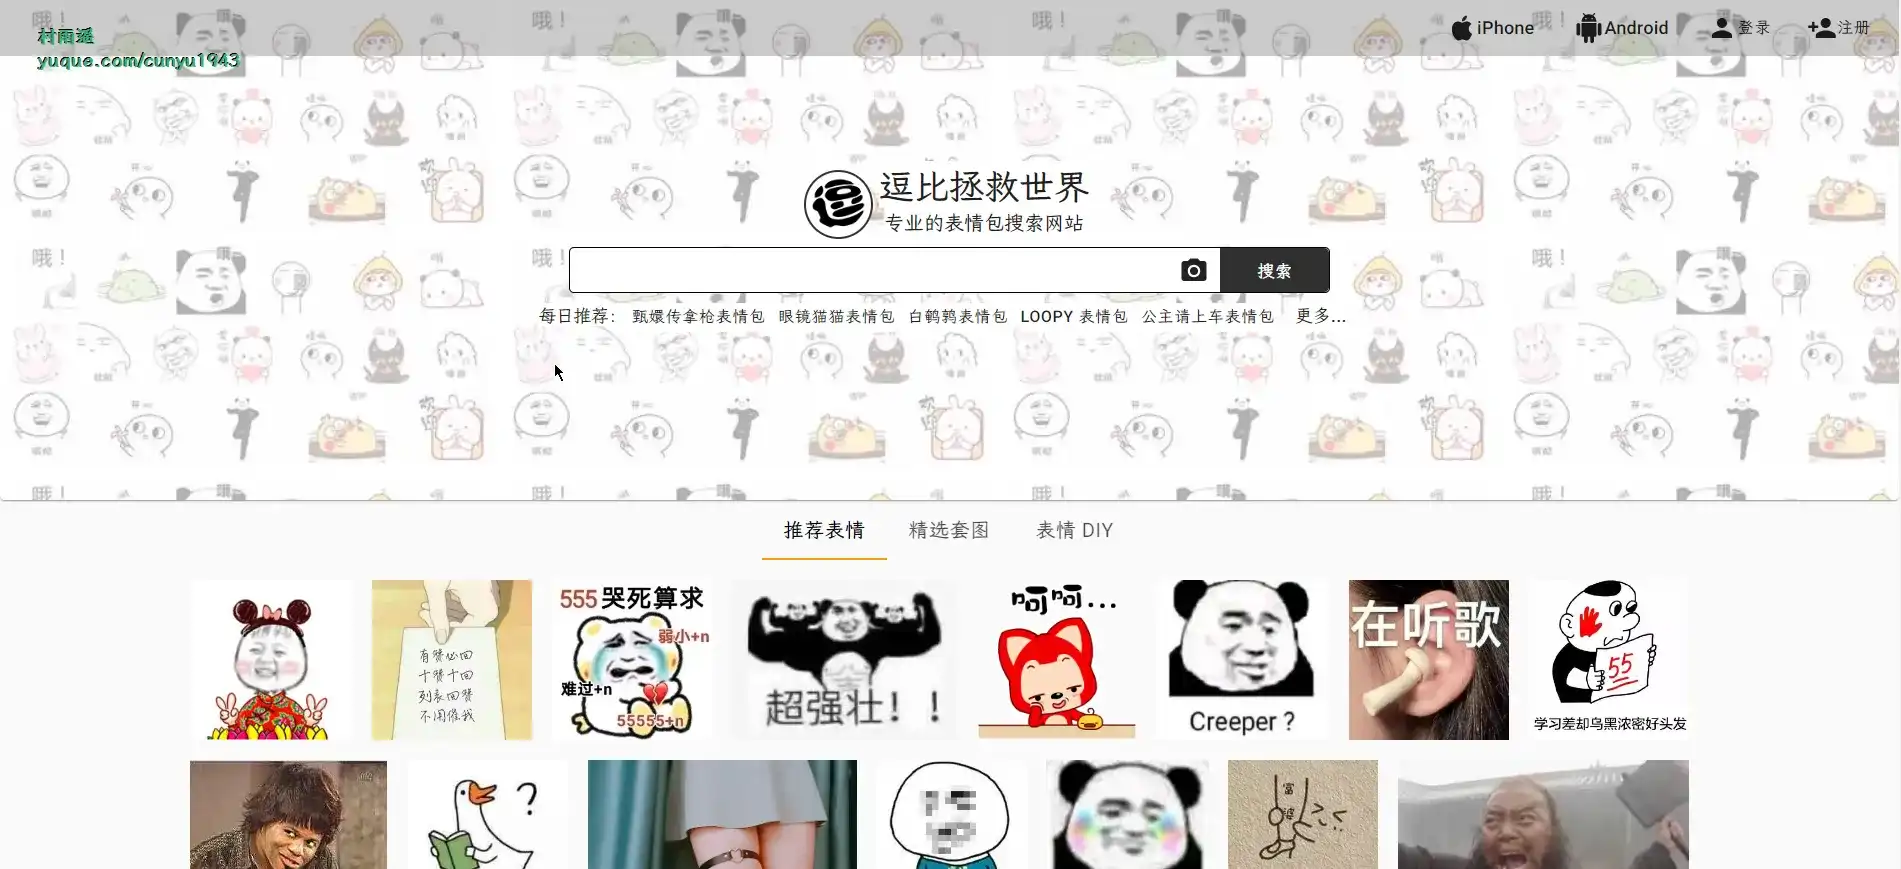 村雨遥
yuque.com/cunyu1943
iPhone
Android
登录
注册
逗比拯救世界
专业的表情包搜索网站
搜索
每日推荐： 甄嬛传拿枪表情包 眼镜猫猫表情包 白鹌鹑表情包 LOOPY 表情包 公主请上车表情包 更多...
推荐表情 精选套图 表情 DIY
有赞必回
十赞十回
列表回赞
不用催我
555 哭死算求
弱小+n
难过+n
55555+n
超强壮！！
呵呵...
Creeper ?
在听歌
55
学习差却乌黑浓密好头发
?
富
婆